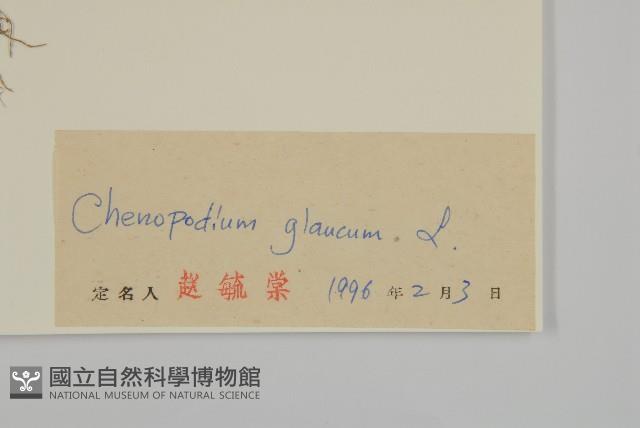 Chenopodium glaucum. L.
定名人 赵毓棠 1996 年 2 月 3 日
國立自然科學博物館
NATIONAL MUSEUM OF NATURAL SCIENCE